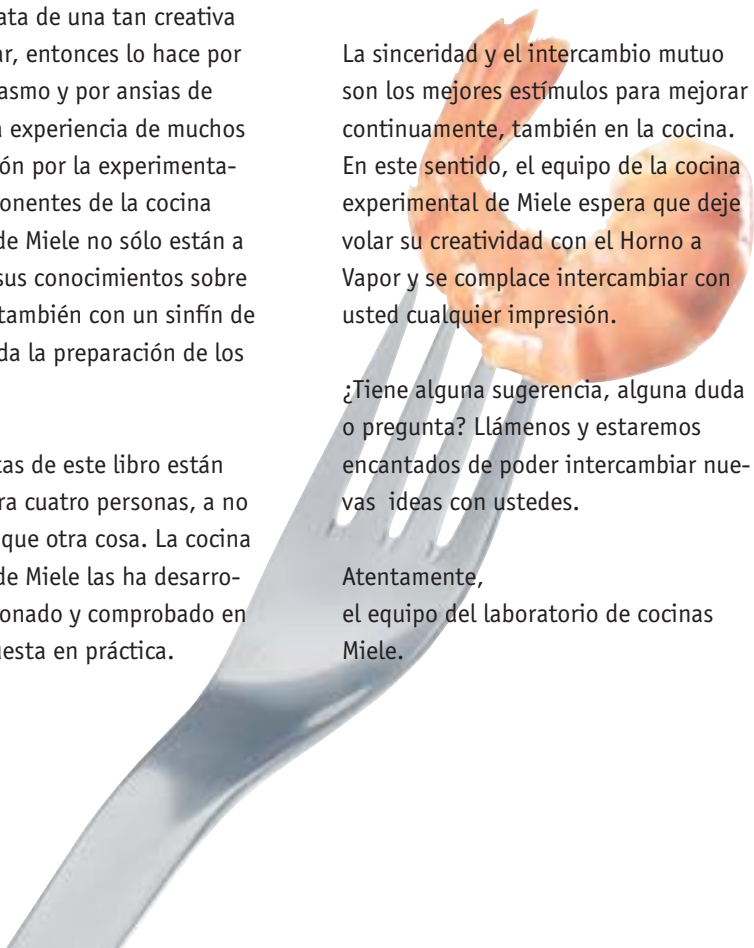 ata de una tan creativa
ar, entonces lo hace por
asmo y por ansias de
a experiencia de muchos
ón por la experimenta-
onentes de la cocina
de Miele no sólo están a
sus conocimientos sobre
también con un sinfín de
da la preparación de los
tas de este libro están
ra cuatro personas, a no
que otra cosa. La cocina
de Miele las ha desarro-
onado y comprobado en
uesta en práctica.
La sinceridad y el intercambio mutuo
son los mejores estímulos para mejorar
continuamente, también en la cocina.
En este sentido, el equipo de la cocina
experimental de Miele espera que deje
volar su creatividad con el Horno a
Vapor y se complace intercambiar con
usted cualquier impresión.
¿Tiene alguna sugerencia, alguna duda
o pregunta? Llámenos y estaremos
encantados de poder intercambiar nue-
vas ideas con ustedes.
Atentamente,
el equipo del laboratorio de cocinas
Miele.